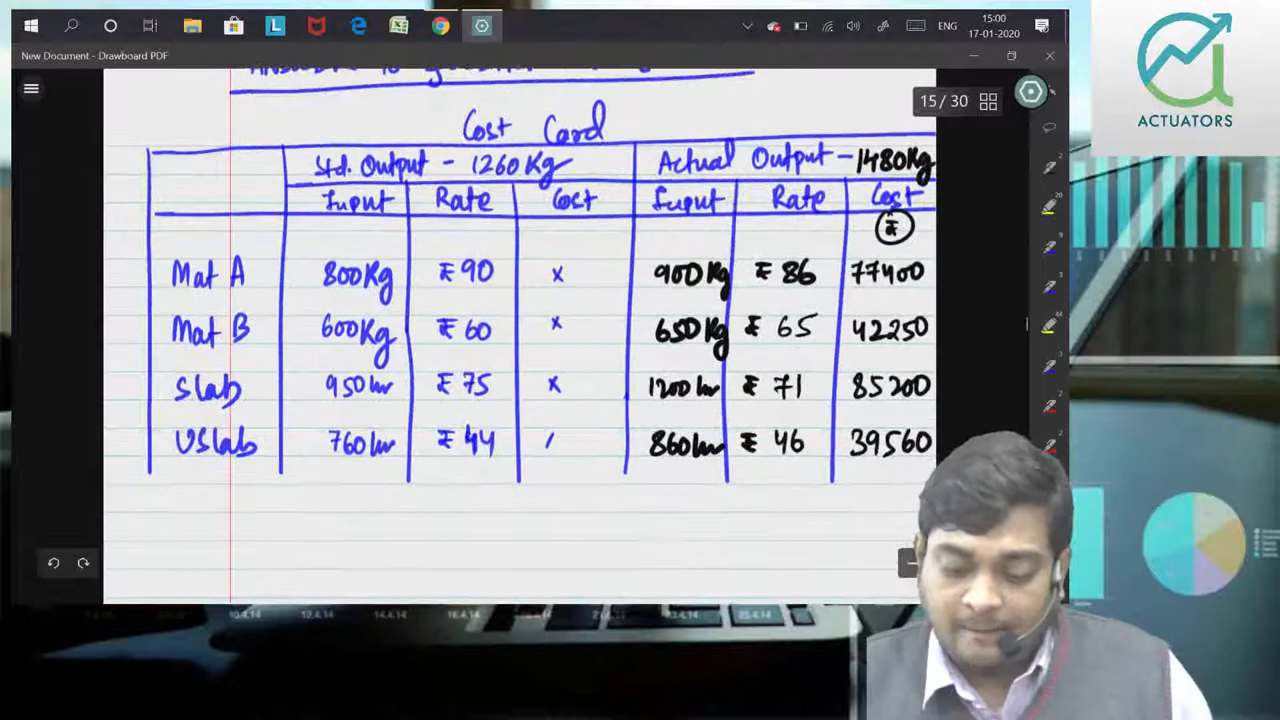 ENG
15:00
17-01-2020
New Document - Drawboard PDF
15 / 30
ACTUATORS
Cost Card
Std. Output - 1260 Kg
Actual Output - 1480 Kg
Input Rate Cost Input Rate Cost
₹
Mat A 800 Kg ₹ 90 x 900 Kg ₹ 86 77400
Mat B 600 Kg ₹ 60 x 650 Kg ₹ 65 42250
S Lab 950 hr ₹ 75 x 1200 hr ₹ 71 85200
US Lab 760 hr ₹ 44 860 hr ₹ 46 39560